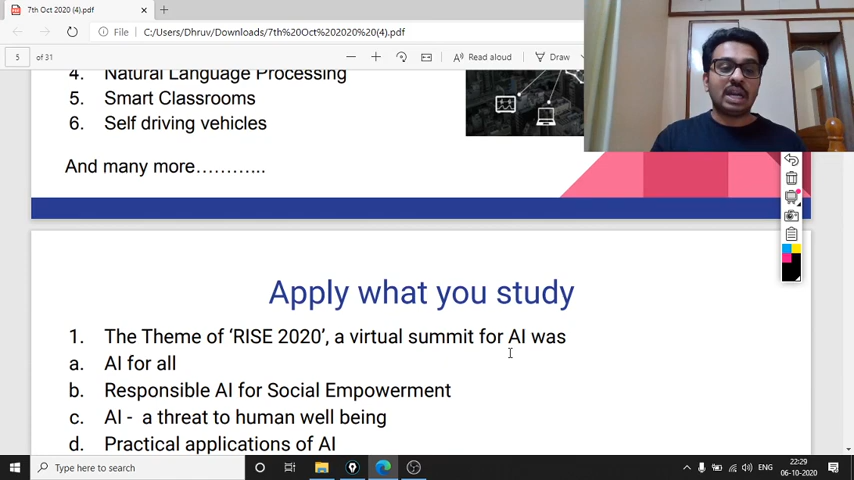 7th Oct 2020 (4).pdf
File
C:/Users/Dhruv/Downloads/7th%20Oct%202020%20(4).pdf
5
of 31
Read aloud
Draw
4. Natural Language Processing
5. Smart Classrooms
6. Self driving vehicles
And many more………...
Apply what you study
1. The Theme of ‘RISE 2020’, a virtual summit for AI was
a. AI for all
b. Responsible AI for Social Empowerment
c. AI - a threat to human well being
d. Practical applications of AI
Type here to search
ENG
22:29
06-10-2020